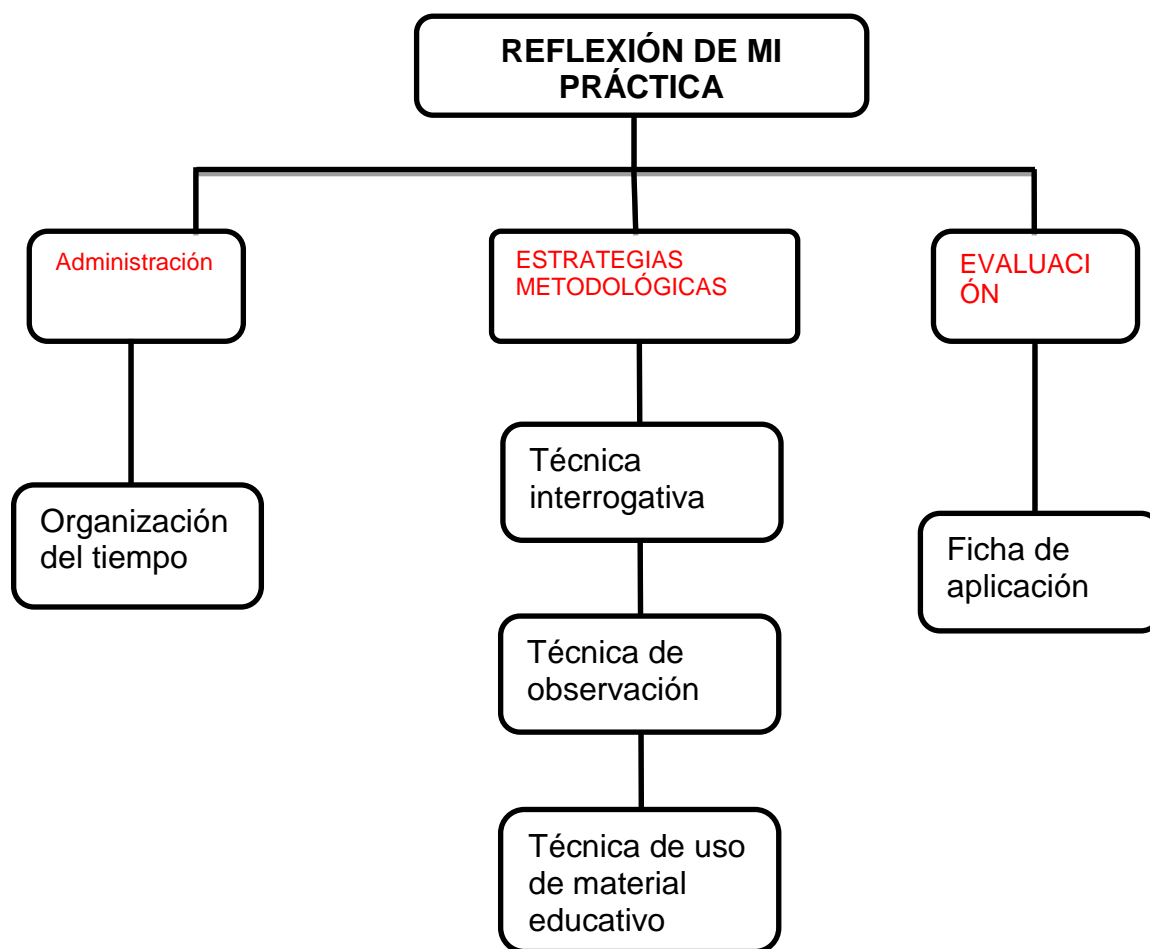 REFLEXIÓN DE MI
PRÁCTICA
Administración
ESTRATEGIAS
METODOLÓGICAS
EVALUACI
ÓN
Técnica
interrogativa
Organización
del tiempo
Ficha de
aplicación
Técnica de
observación
Técnica de uso
de material
educativo